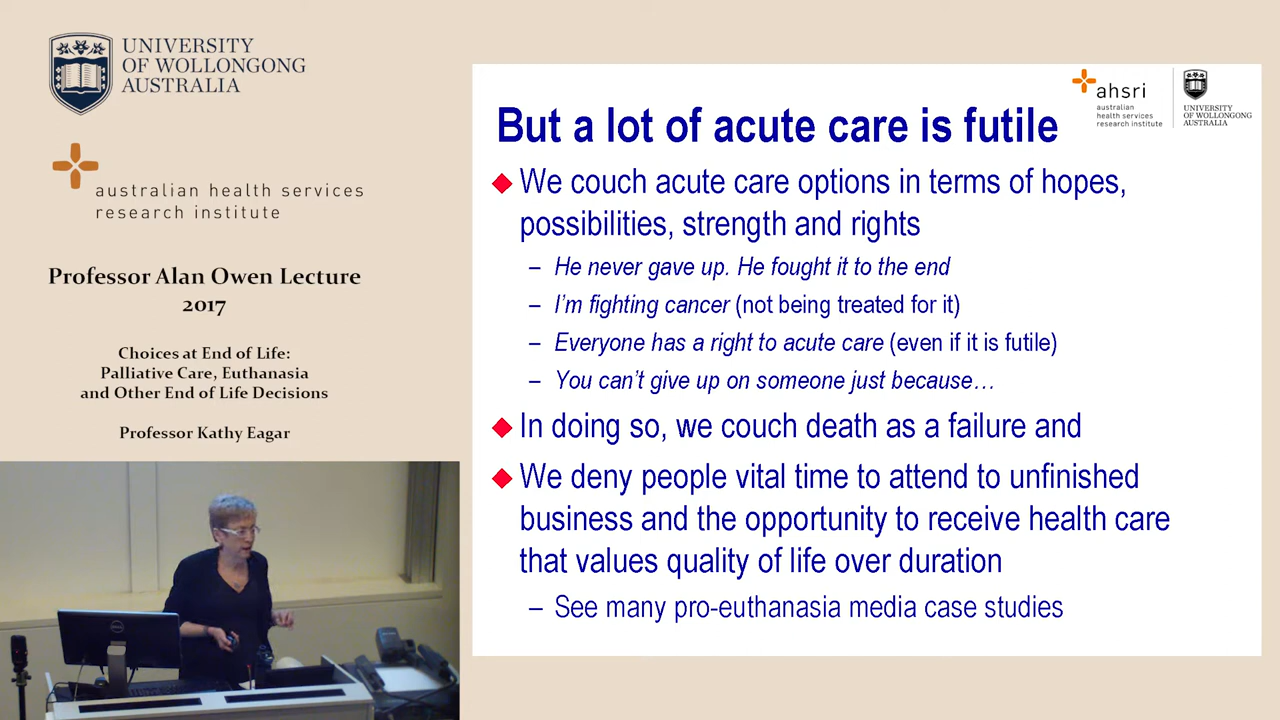 UNIVERSITY
OF WOLLONGONG
AUSTRALIA
australian health services
research institute
Professor Alan Owen Lecture
2017
Choices at End of Life:
Palliative Care, Euthanasia
and Other End of Life Decisions
Professor Kathy Eagar
ahsri
australian
health services
research institute
UNIVERSITY
OF WOLLONGONG
AUSTRALIA
But a lot of acute care is futile
We couch acute care options in terms of hopes,
possibilities, strength and rights
– He never gave up. He fought it to the end
– I'm fighting cancer (not being treated for it)
– Everyone has a right to acute care (even if it is futile)
– You can't give up on someone just because…
In doing so, we couch death as a failure and
We deny people vital time to attend to unfinished
business and the opportunity to receive health care
that values quality of life over duration
– See many pro-euthanasia media case studies